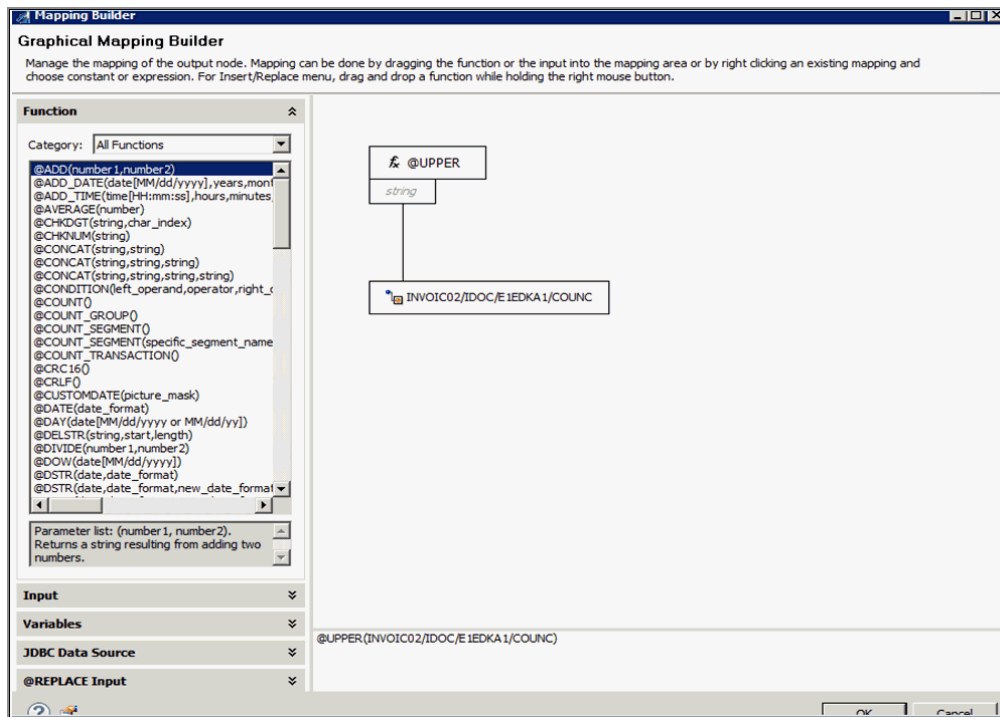 Mapping Builder
Graphical Mapping Builder
Manage the mapping of the output node. Mapping can be done by dragging the function or the input into the mapping area or by right clicking an existing mapping and
choose constant or expression. For Insert/Replace menu, drag and drop a function while holding the right mouse button.
Function
Category: All Functions
@ADD(number1,number2)
@ADD_DATE(date[MM/dd/yyyy],years,mont
@ADD_TIME(time[HH:mm:ss],hours,minutes,
@AVERAGE(number)
@CHKDGT(string,char_index)
@CHKNUM(string)
@CONCAT(string,string)
@CONCAT(string,string,string)
@CONCAT(string,string,string,string)
@CONDITION(left_operand,operator,right_c
@COUNT()
@COUNT_GROUP()
@COUNT_SEGMENT()
@COUNT_SEGMENT(specific_segment_name
@COUNT_TRANSACTION()
@CRC16()
@CRLF()
@CUSTOMDATE(picture_mask)
@DATE(date_format)
@DAY(date[MM/dd/yyyy or MM/dd/yy])
@DELSTR(string,start,length)
@DIVIDE(number1,number2)
@DOW(date[MM/dd/yyyy])
@DSTR(date,date_format)
@DSTR(date,date_format,new_date_format
Parameter list: (number1, number2).
Returns a string resulting from adding two
numbers.
Input
Variables
JDBC Data Source
@REPLACE Input
fx @UPPER
string
INVOIC02/IDOC/E1EDKA1/COUNC
@UPPER(INVOIC02/IDOC/E1EDKA1/COUNC)
OK
Cancel